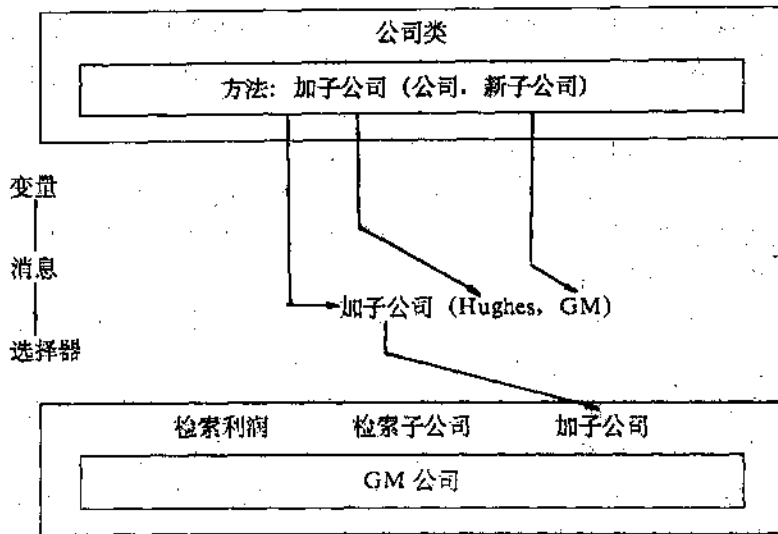 公司类
方法: 加子公司 (公司. 新子公司)
变量
消息
加子公司 (Hughes, GM)
选择器
检索利润 检索子公司 加子公司
GM 公司